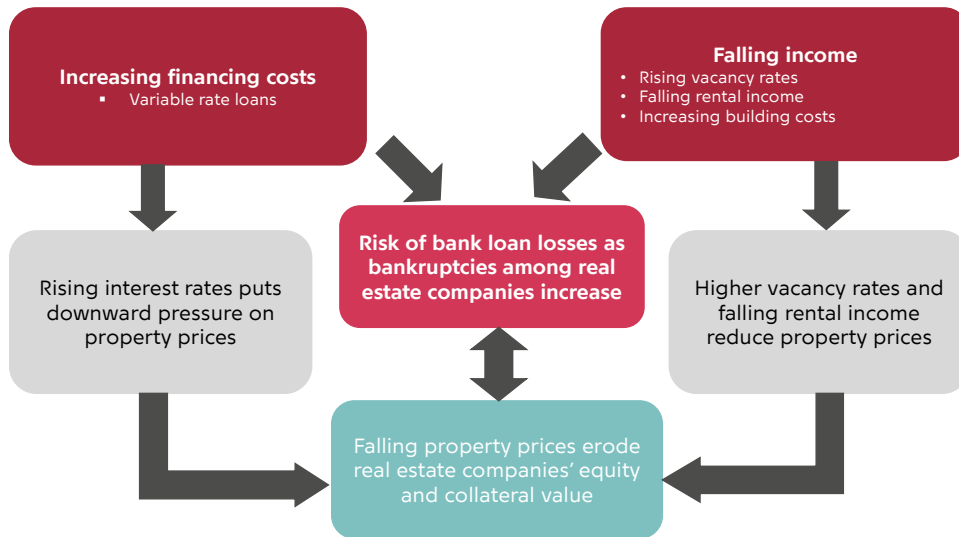 Increasing financing costs
▪ Variable rate loans
Falling income
• Rising vacancy rates
• Falling rental income
• Increasing building costs
Risk of bank loan losses as
bankruptcies among real
estate companies increase
Rising interest rates puts
downward pressure on
property prices
Higher vacancy rates and
falling rental income
reduce property prices
Falling property prices erode
real estate companies’ equity
and collateral value